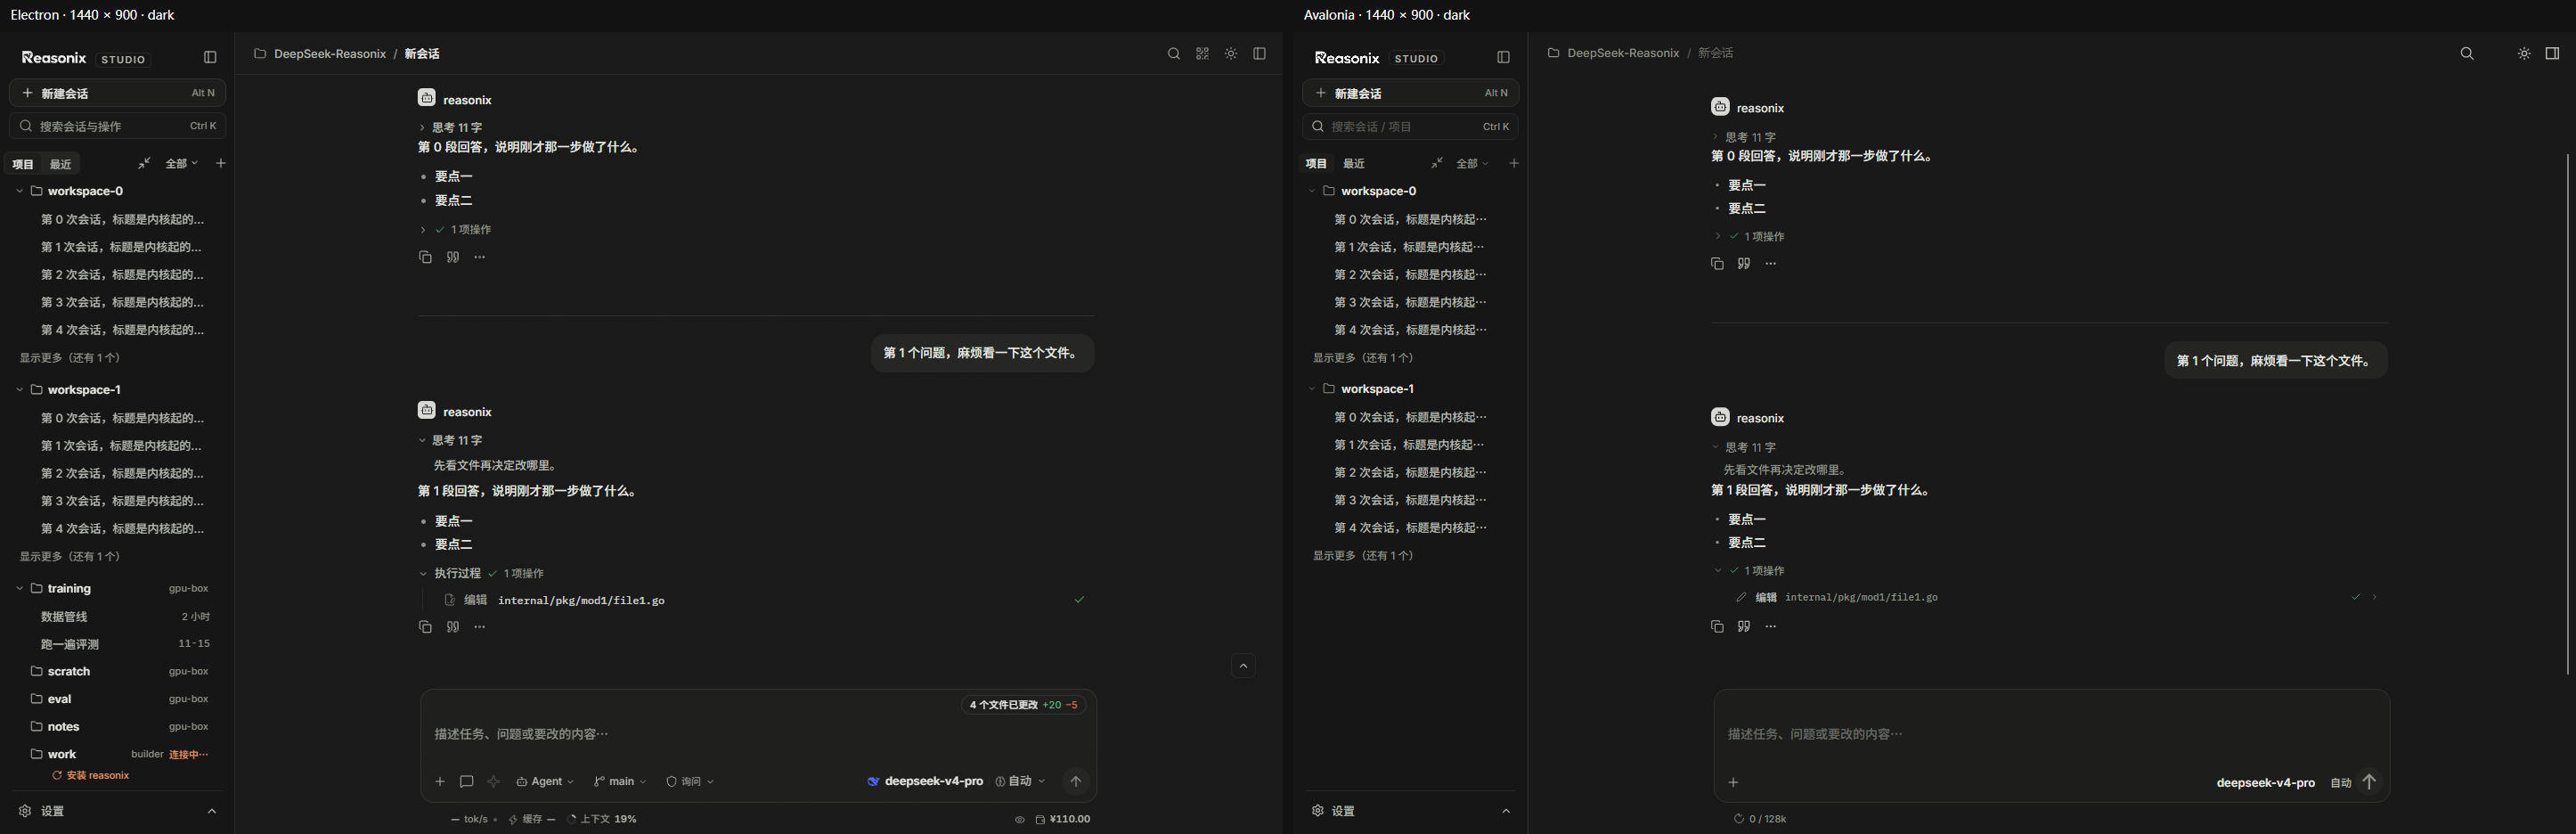 Electron · 1440 × 900 · dark
Reasonix STUDIO
新建会话 Alt N
搜索会话与操作 Ctrl K
项目 最近 全部
workspace-0
第 0 次会话，标题是内核起的...
第 1 次会话，标题是内核起的...
第 2 次会话，标题是内核起的...
第 3 次会话，标题是内核起的...
第 4 次会话，标题是内核起的...
显示更多（还有 1 个）
workspace-1
第 0 次会话，标题是内核起的...
第 1 次会话，标题是内核起的...
第 2 次会话，标题是内核起的...
第 3 次会话，标题是内核起的...
第 4 次会话，标题是内核起的...
显示更多（还有 1 个）
training gpu-box
数据管线 2 小时
跑一遍评测 11-15
scratch gpu-box
eval gpu-box
notes gpu-box
work builder 连接中···
安装 reasonix
设置
DeepSeek-Reasonix / 新会话
reasonix
思考 11 字
第 0 段回答，说明刚才那一步做了什么。
• 要点一
• 要点二
1 项操作
第 1 个问题，麻烦看一下这个文件。
reasonix
思考 11 字
先看文件再决定改哪里。
第 1 段回答，说明刚才那一步做了什么。
• 要点一
• 要点二
执行过程 1 项操作
编辑 internal/pkg/mod1/file1.go
4 个文件已更改 +20 −5
描述任务、问题或要改的内容···
Agent main 询问 deepseek-v4-pro 自动
— tok/s • 缓存 — 上下文 19% ¥110.00
Avalonia · 1440 × 900 · dark
Reasonix STUDIO
新建会话 Alt N
搜索会话 / 项目 Ctrl K
项目 最近 全部
workspace-0
第 0 次会话，标题是内核起···
第 1 次会话，标题是内核起···
第 2 次会话，标题是内核起···
第 3 次会话，标题是内核起···
第 4 次会话，标题是内核起···
显示更多（还有 1 个）
workspace-1
第 0 次会话，标题是内核起···
第 1 次会话，标题是内核起···
第 2 次会话，标题是内核起···
第 3 次会话，标题是内核起···
第 4 次会话，标题是内核起···
显示更多（还有 1 个）
设置
DeepSeek-Reasonix / 新会话
reasonix
思考 11 字
第 0 段回答，说明刚才那一步做了什么。
• 要点一
• 要点二
1 项操作
第 1 个问题，麻烦看一下这个文件。
reasonix
思考 11 字
先看文件再决定改哪里。
第 1 段回答，说明刚才那一步做了什么。
• 要点一
• 要点二
1 项操作
编辑 internal/pkg/mod1/file1.go
描述任务、问题或要改的内容···
deepseek-v4-pro 自动
0 / 128k